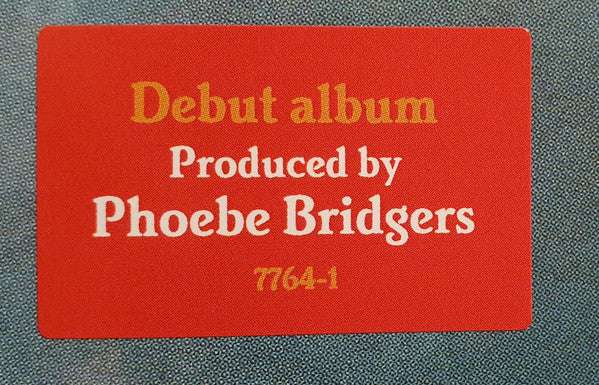 Debut album
Produced by
Phoebe Bridgers
7764-1